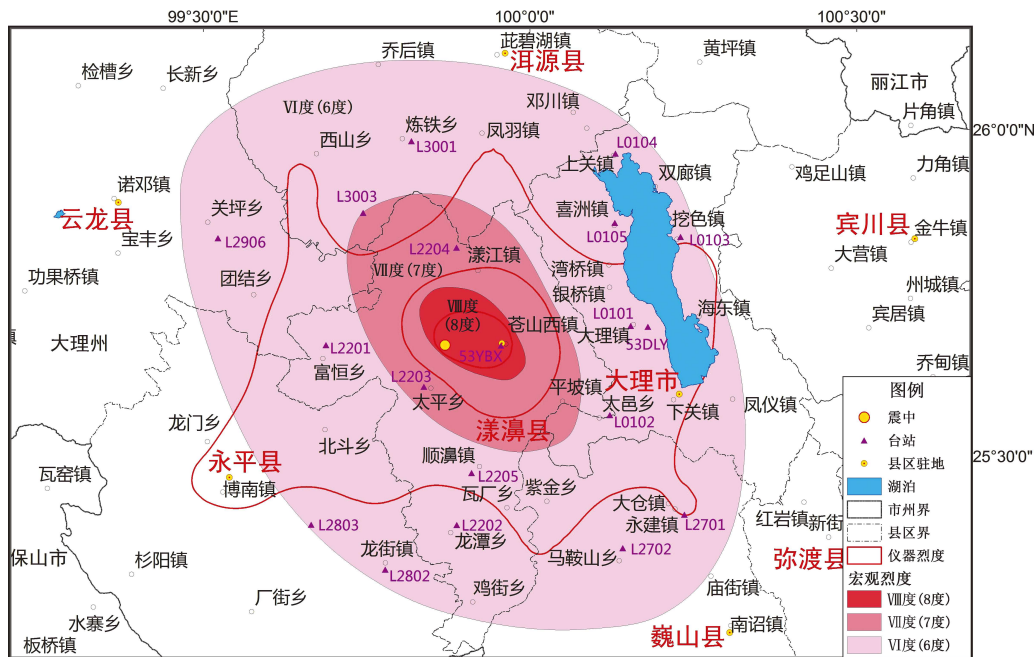 99°30'0"E
100°0'0"E
100°30'0"E
乔后镇
茈碧湖镇
洱源县
黄坪镇
丽江市
检槽乡
长新乡
VI度(6度)
邓川镇
片角镇
炼铁乡
凤羽镇
26°0'0"N
西山乡
L3001
L0104
上关镇
双廊镇
鸡足山镇
力角镇
诺邓镇
L3003
云龙县
关坪乡
喜洲镇
挖色镇
宾川县
金牛镇
宝丰乡
L2906
L2204
漾江镇
L0105
L0103
大营镇
功果桥镇
团结乡
VII度(7度)
湾桥镇
银桥镇
州城镇
VIII度
(8度)
苍山西镇
L0101
海东镇
宾居镇
大理州
镇
L2201
53YBX
大理镇
53DLY
乔甸镇
富恒乡
L2203
太平乡
平坡镇
大理市
太邑乡
下关镇
凤仪镇
L0102
龙门乡
漾濞县
北斗乡
永平县
顺濞镇
25°30'0"N
瓦窑镇
博南镇
L2205
瓦厂乡
紫金乡
大仓镇
红岩镇
新街
L2803
L2202
永建镇
L2701
保山市
杉阳镇
龙街镇
龙潭乡
马鞍山乡
L2702
弥渡县
L2802
鸡街乡
庙街镇
水寨乡
厂街乡
巍山县
南诏镇
板桥镇
图例
震中
台站
县区驻地
湖泊
市州界
县区界
仪器烈度
宏观烈度
VIII度(8度)
VII度(7度)
VI度(6度)